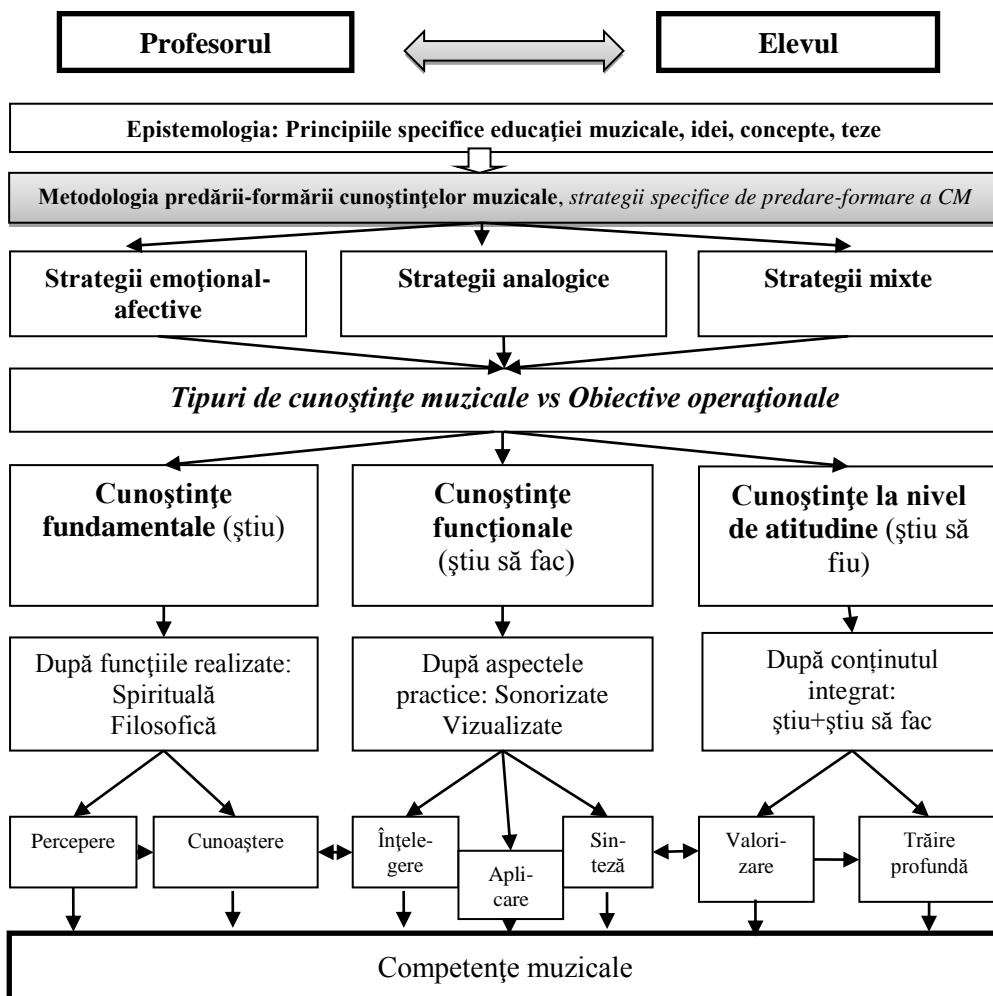 Profesorul
Elevul
Epistemologia: Principiile specifice educaţiei muzicale, idei, concepte, teze
Metodologia predării-formării cunoştinţelor muzicale, strategii specifice de predare-formare a CM
Strategii emoţional-
afective
Strategii analogice
Strategii mixte
Tipuri de cunoştinţe muzicale vs Obiective operaţionale
Cunoştinţe
fundamentale (ştiu)
Cunoştinţe
funcţionale
(ştiu să fac)
Cunoştinţe la nivel
de atitudine (ştiu să
fiu)
După funcţiile realizate:
Spirituală
Filosofică
După aspectele
practice: Sonorizate
Vizualizate
După conținutul
integrat:
ştiu+ştiu să fac
Percepere
Cunoaştere
Înţele-
gere
Apli-
care
Sin-
teză
Valori-
zare
Trăire
profundă
Competenţe muzicale